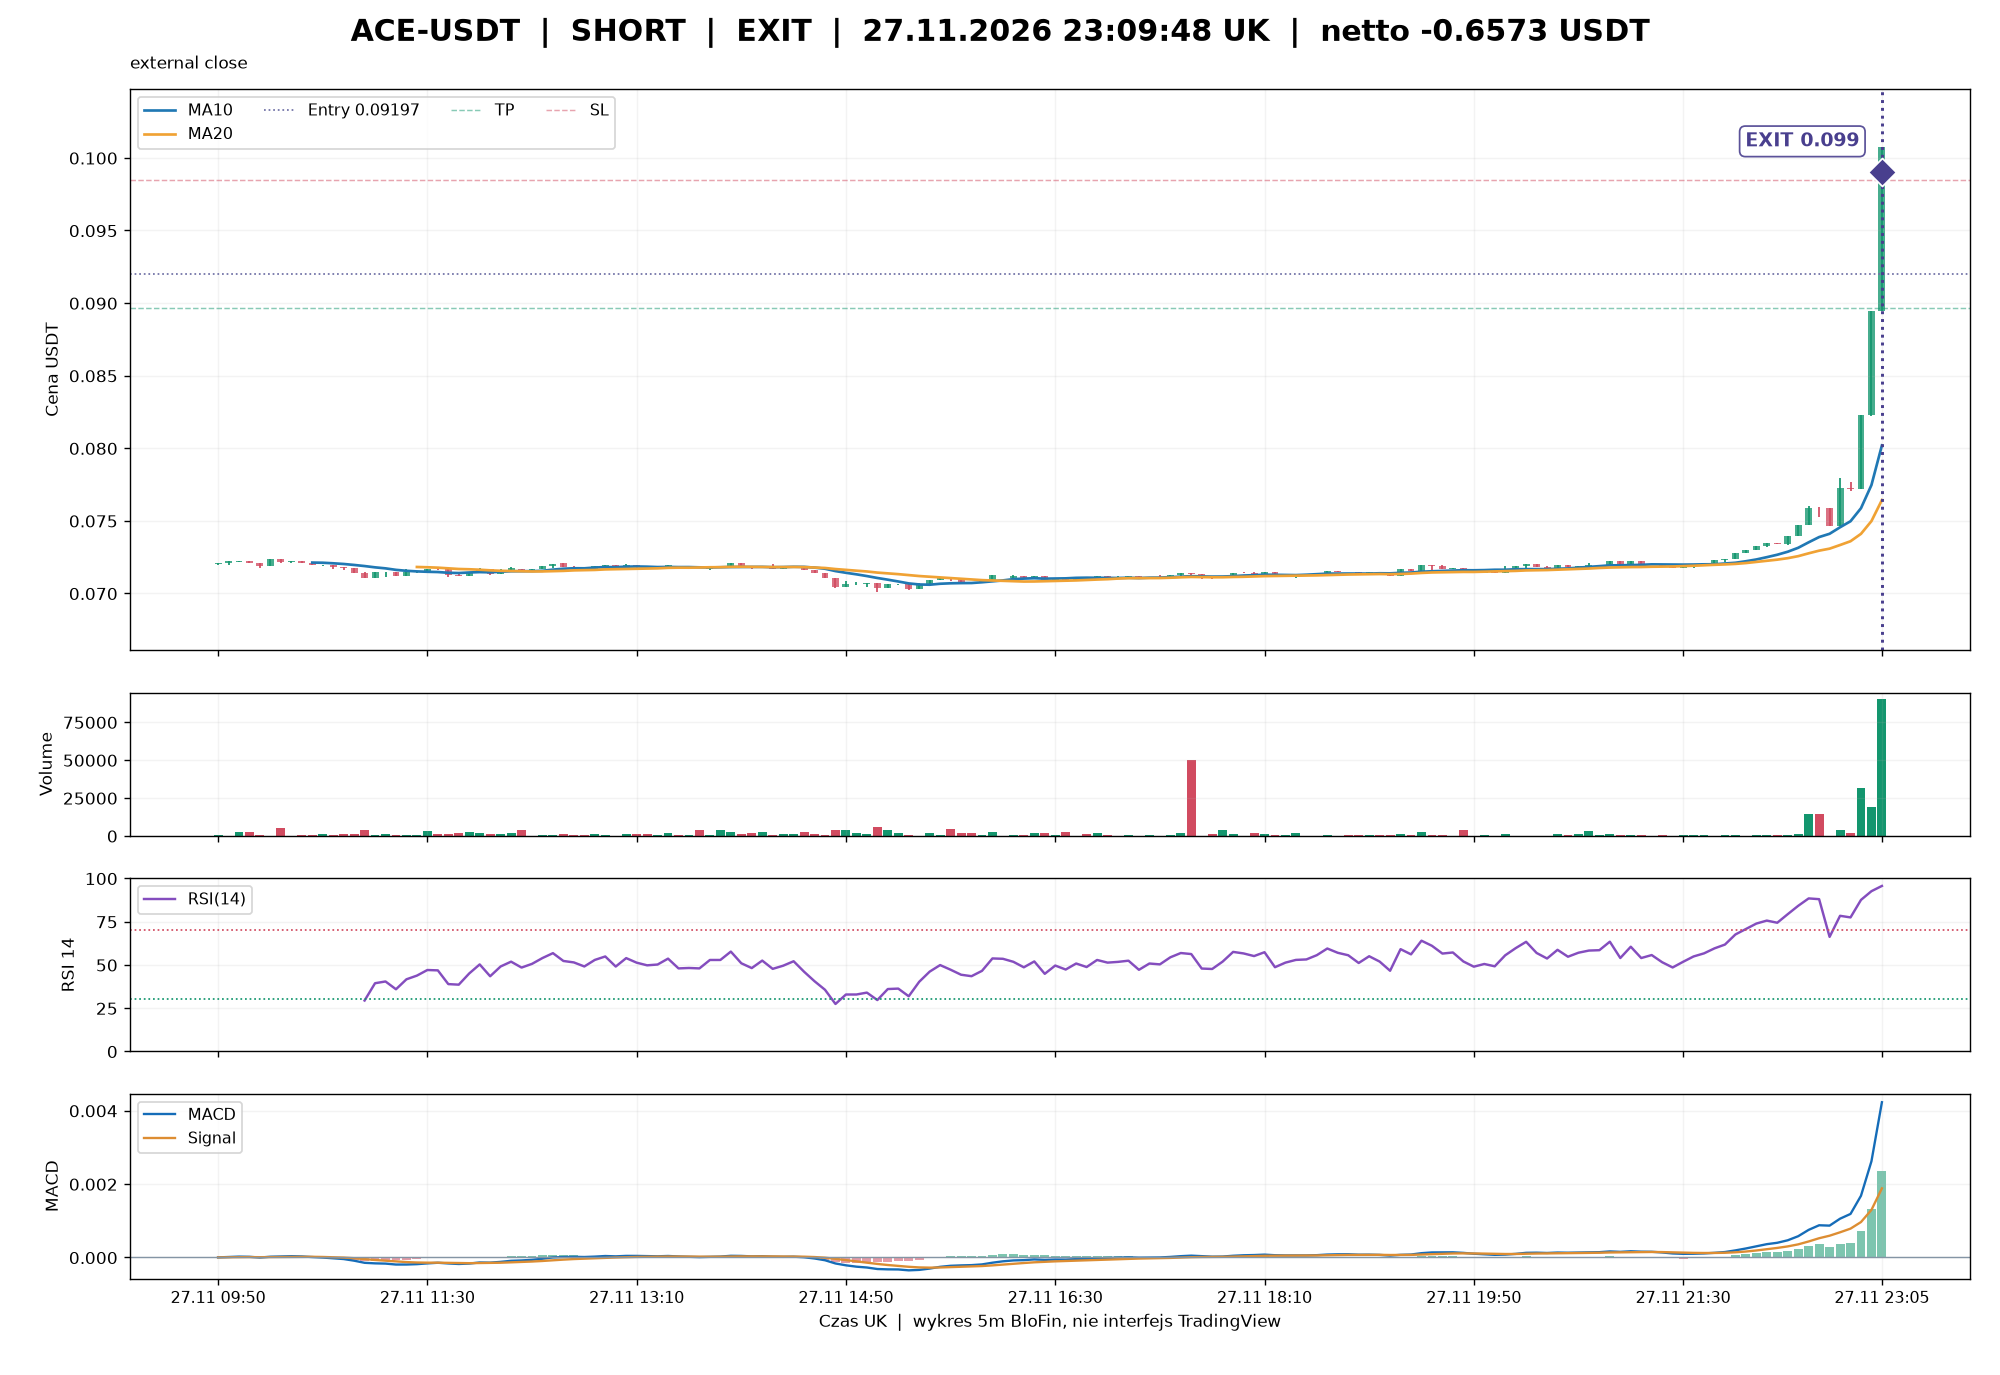 ACE-USDT | SHORT | EXIT | 27.11.2026 23:09:48 UK | netto -0.6573 USDT
external close
MA10
MA20
Entry 0.09197
TP
SL
EXIT 0.099
Cena USDT
0.100
0.095
0.090
0.085
0.080
0.075
0.070
Volume
75000
50000
25000
0
RSI 14
RSI(14)
100
75
50
25
0
MACD
MACD
Signal
0.004
0.002
0.000
27.11 09:50
27.11 11:30
27.11 13:10
27.11 14:50
27.11 16:30
27.11 18:10
27.11 19:50
27.11 21:30
27.11 23:05
Czas UK | wykres 5m BloFin, nie interfejs TradingView